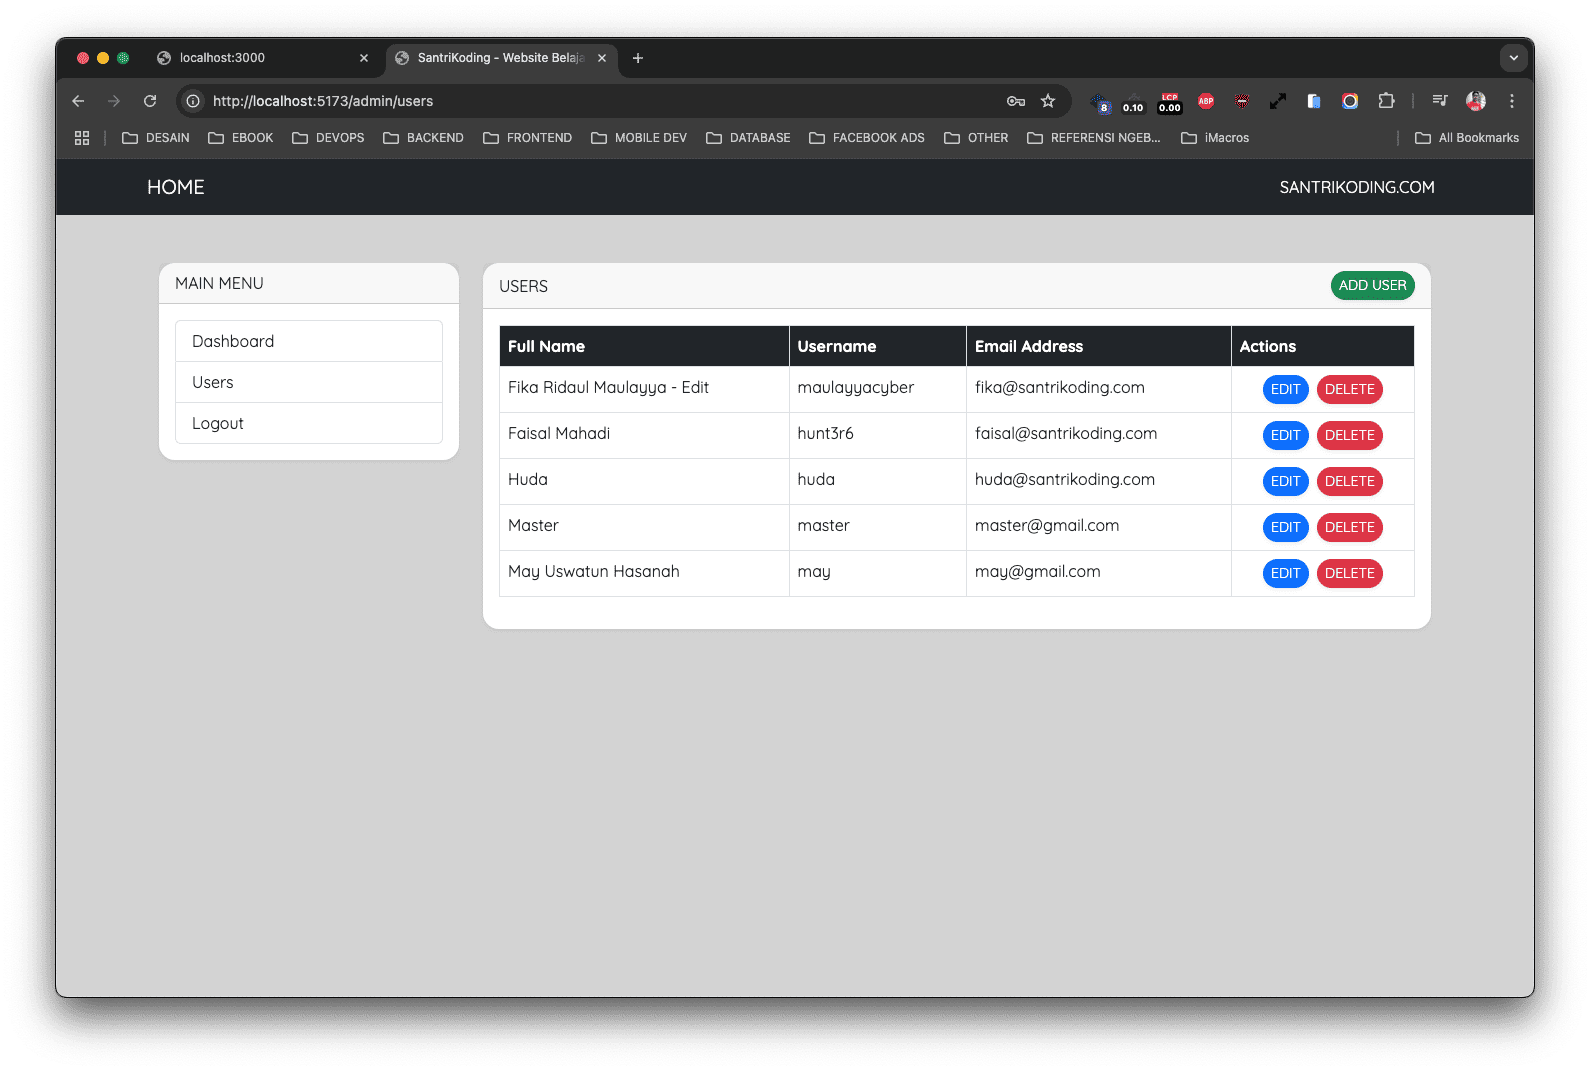 localhost:3000
SantriKoding - Website Belaja
http://localhost:5173/admin/users
8
0.10
LCP
0.00
ABP
DESAIN
EBOOK
DEVOPS
BACKEND
FRONTEND
MOBILE DEV
DATABASE
FACEBOOK ADS
OTHER
REFERENSI NGEB...
iMacros
All Bookmarks
HOME
SANTRIKODING.COM
MAIN MENU
Dashboard
Users
Logout
USERS
ADD USER
Full Name Username Email Address Actions
Fika Ridaul Maulayya - Edit maulayyacyber fika@santrikoding.com EDIT DELETE
Faisal Mahadi hunt3r6 faisal@santrikoding.com EDIT DELETE
Huda huda huda@santrikoding.com EDIT DELETE
Master master master@gmail.com EDIT DELETE
May Uswatun Hasanah may may@gmail.com EDIT DELETE